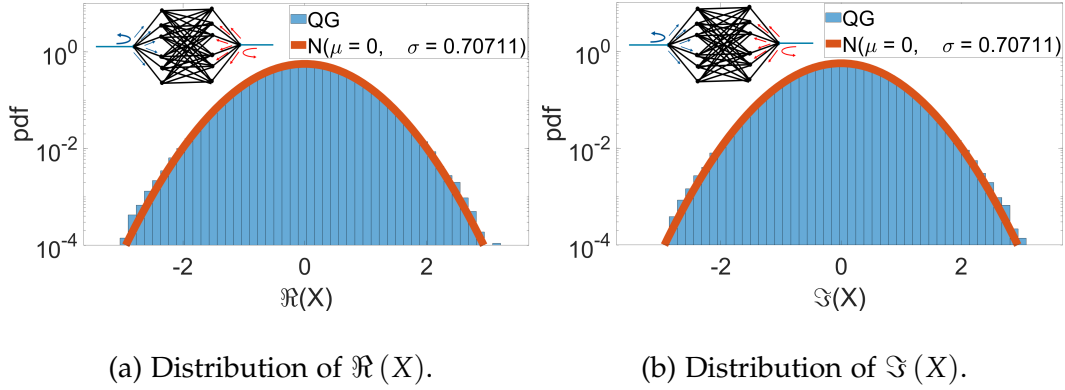 QG
N(μ = 0, σ = 0.70711)
pdf
10^0
10^-2
10^-4
-2 0 2
ℜ(X)
(a) Distribution of ℜ (X).
QG
N(μ = 0, σ = 0.70711)
pdf
10^0
10^-2
10^-4
-2 0 2
ℑ(X)
(b) Distribution of ℑ (X).